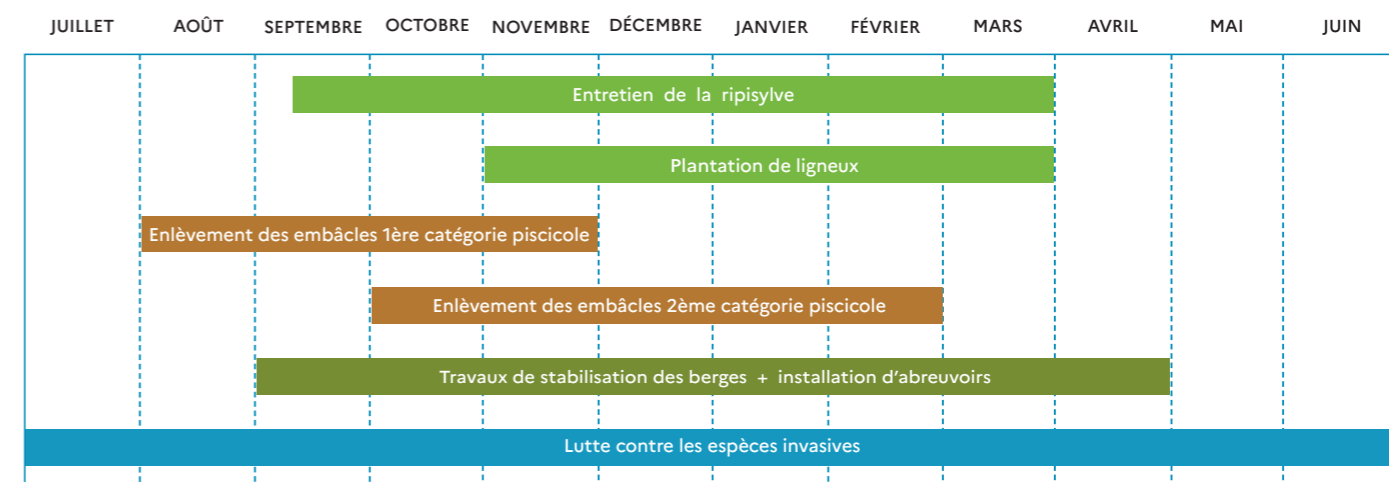 JUILLET AOÛT SEPTEMBRE OCTOBRE NOVEMBRE DÉCEMBRE JANVIER FÉVRIER MARS AVRIL MAI JUIN
Entretien de la ripisylve
Plantation de ligneux
Enlèvement des embâcles 1ère catégorie piscicole
Enlèvement des embâcles 2ème catégorie piscicole
Travaux de stabilisation des berges + installation d'abreuvoirs
Lutte contre les espèces invasives